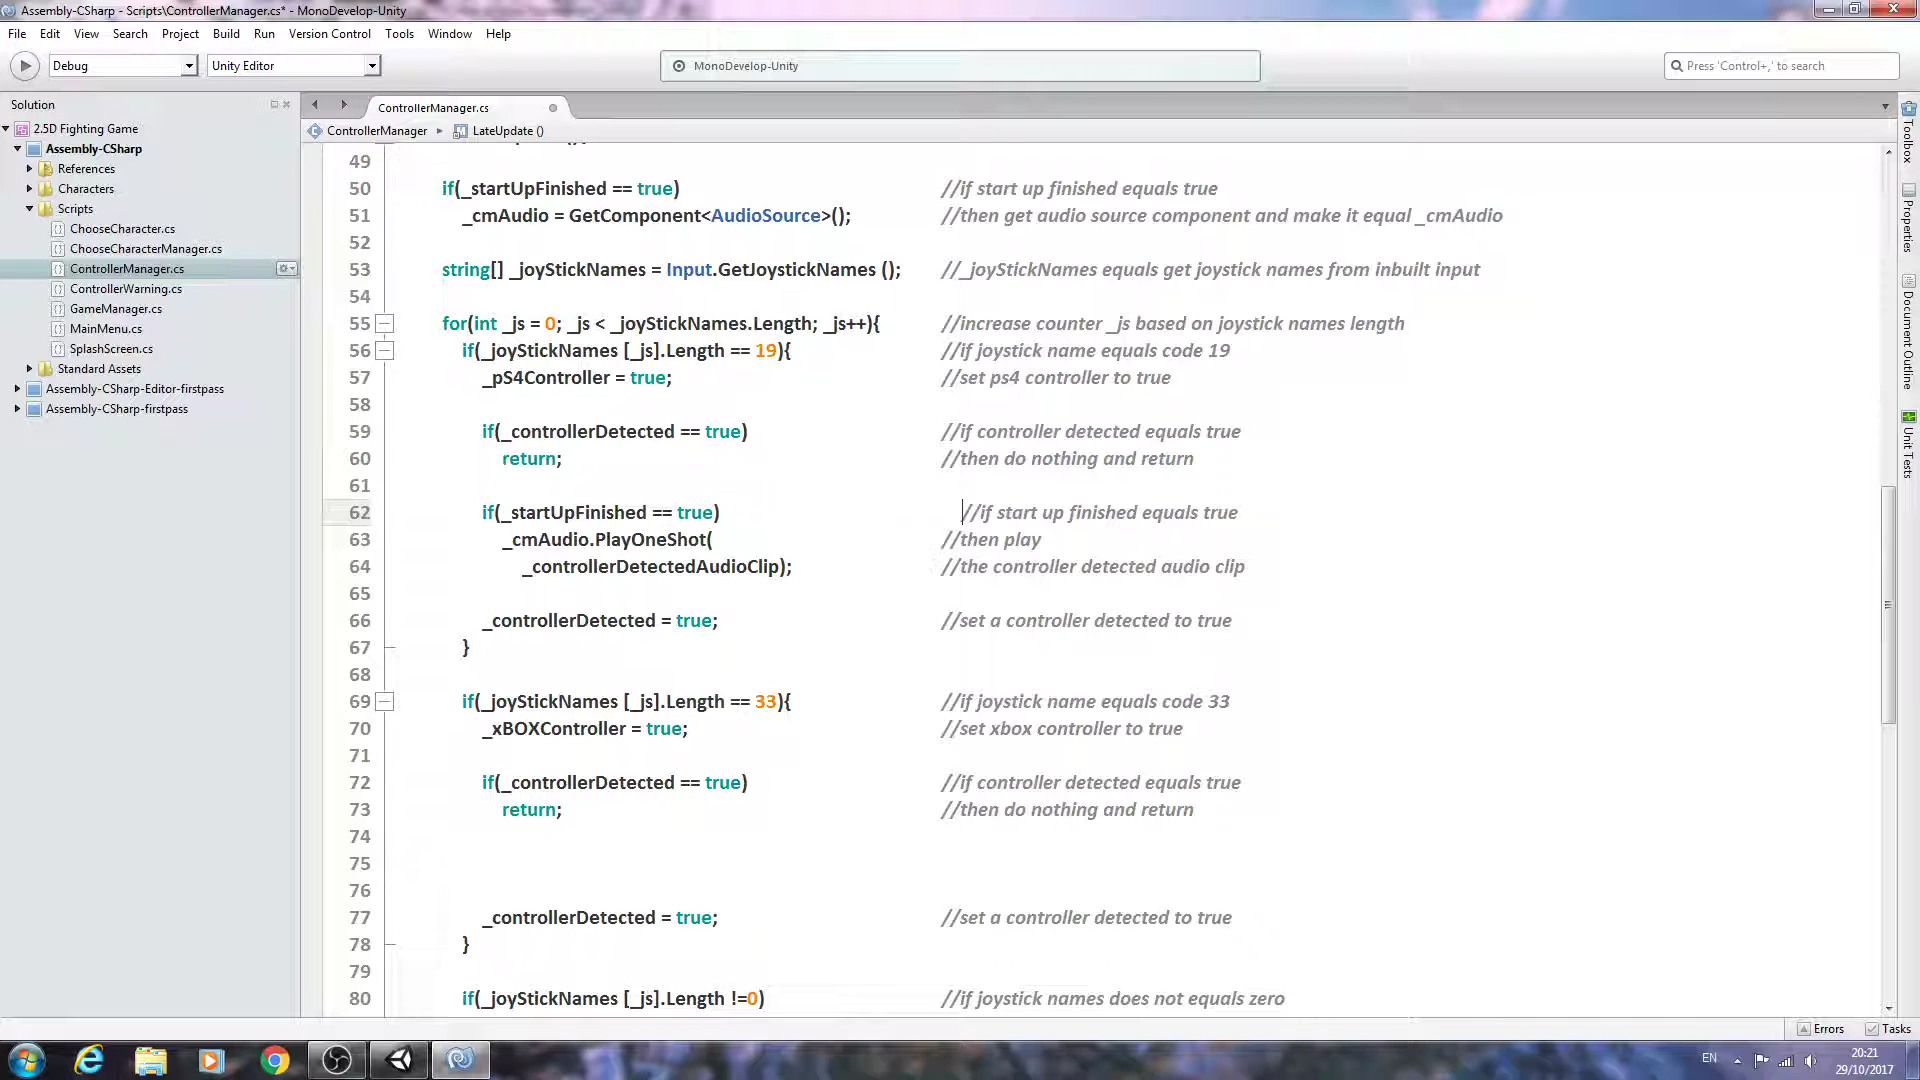 Assembly-CSharp - Scripts\ControllerManager.cs* - MonoDevelop-Unity
File Edit View Search Project Build Run Version Control Tools Window Help
Debug Unity Editor MonoDevelop-Unity Press 'Control+,' to search
Solution
2.5D Fighting Game
Assembly-CSharp
References
Characters
Scripts
ChooseCharacter.cs
ChooseCharacterManager.cs
ControllerManager.cs
ControllerWarning.cs
GameManager.cs
MainMenu.cs
SplashScreen.cs
Standard Assets
Assembly-CSharp-Editor-firstpass
Assembly-CSharp-firstpass
ControllerManager.cs
ControllerManager LateUpdate ()
49
50 if(_startUpFinished == true) //if start up finished equals true
51 _cmAudio = GetComponent<AudioSource>(); //then get audio source component and make it equal _cmAudio
52
53 string[] _joyStickNames = Input.GetJoystickNames (); //_joyStickNames equals get joystick names from inbuilt input
54
55 for(int _js = 0; _js < _joyStickNames.Length; _js++){ //increase counter _js based on joystick names length
56 if(_joyStickNames [_js].Length == 19){ //if joystick name equals code 19
57 _pS4Controller = true; //set ps4 controller to true
58
59 if(_controllerDetected == true) //if controller detected equals true
60 return; //then do nothing and return
61
62 if(_startUpFinished == true) //if start up finished equals true
63 _cmAudio.PlayOneShot( //then play
64 _controllerDetectedAudioClip); //the controller detected audio clip
65
66 _controllerDetected = true; //set a controller detected to true
67 }
68
69 if(_joyStickNames [_js].Length == 33){ //if joystick name equals code 33
70 _xBOXController = true; //set xbox controller to true
71
72 if(_controllerDetected == true) //if controller detected equals true
73 return; //then do nothing and return
74
75
76
77 _controllerDetected = true; //set a controller detected to true
78 }
79
80 if(_joyStickNames [_js].Length !=0) //if joystick names does not equals zero
Toolbox
Properties
Document Outline
Unit Tests
Errors Tasks
EN
20:21
29/10/2017